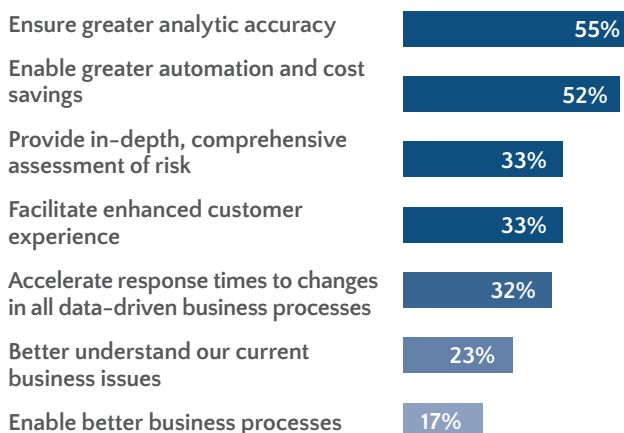 Ensure greater analytic accuracy 55%
Enable greater automation and cost
savings 52%
Provide in-depth, comprehensive
assessment of risk 33%
Facilitate enhanced customer
experience 33%
Accelerate response times to changes
in all data-driven business processes 32%
Better understand our current
business issues 23%
Enable better business processes 17%